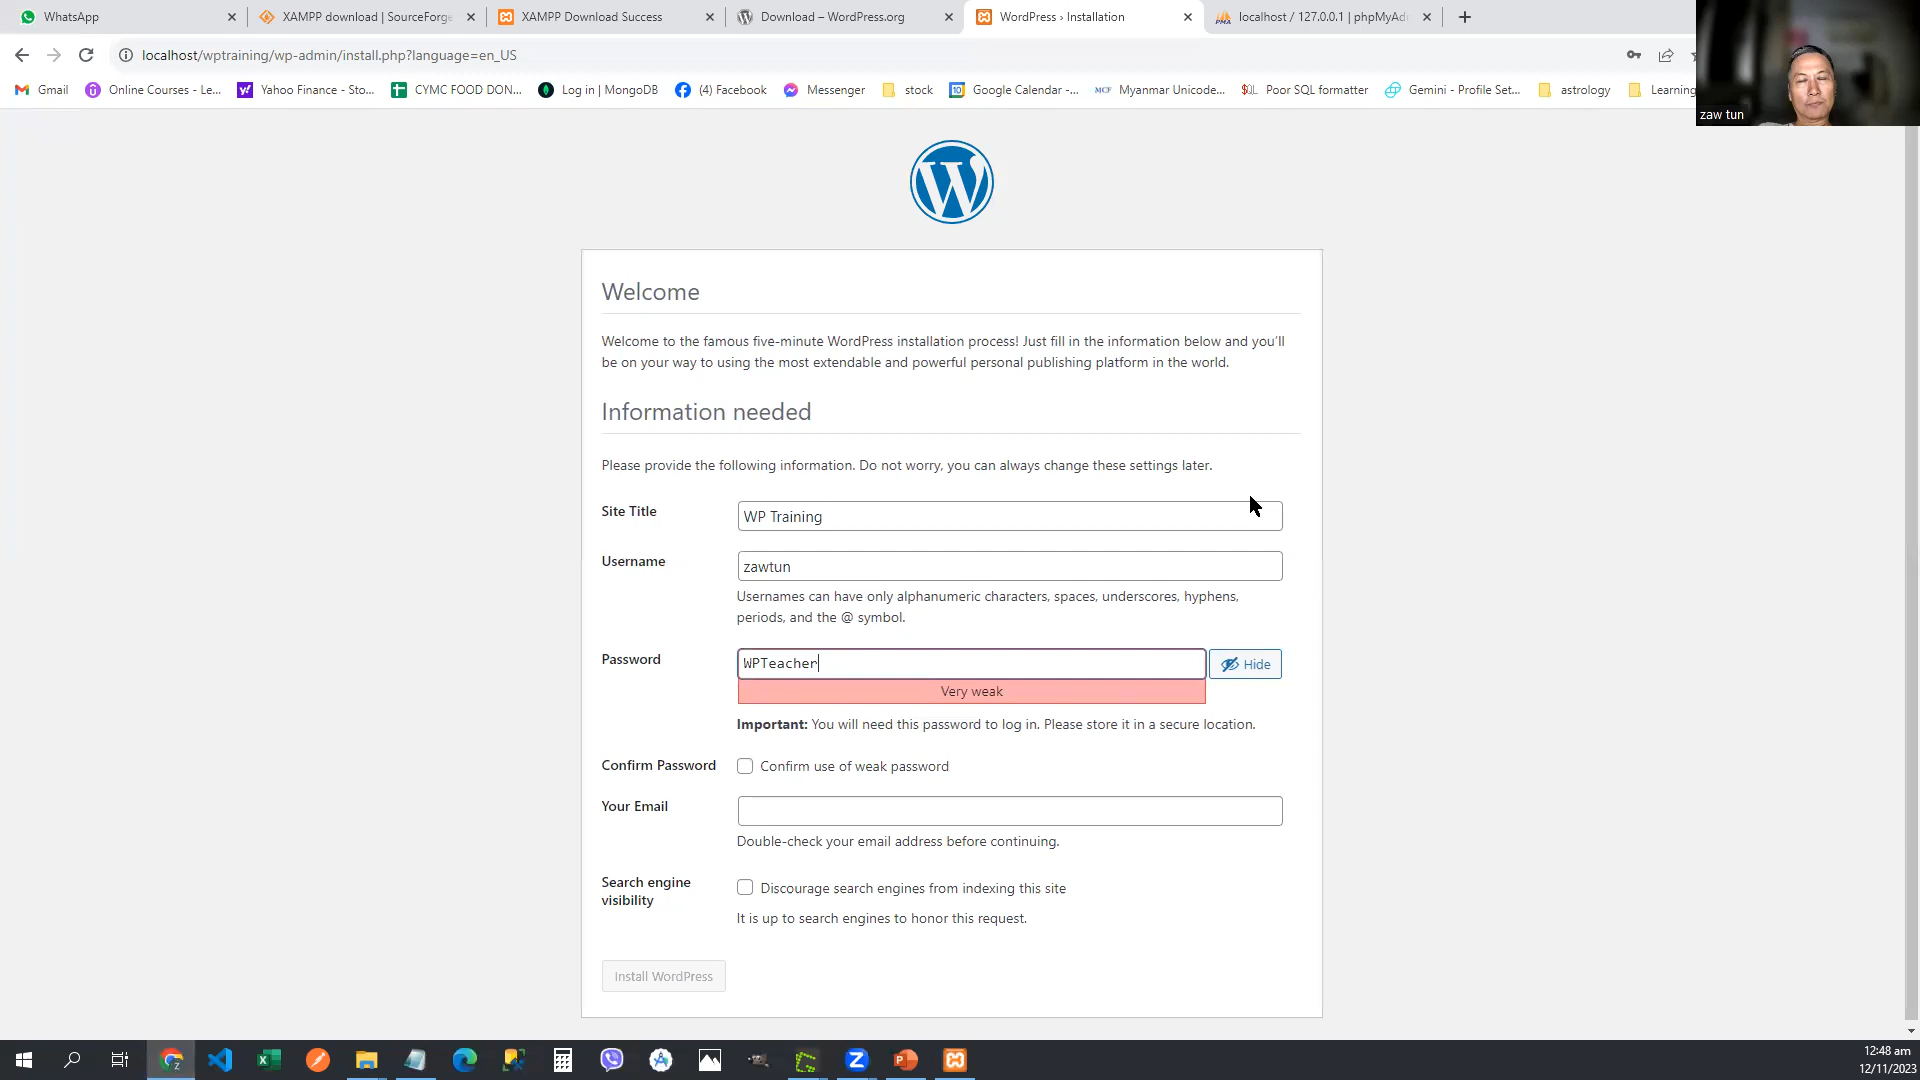 WhatsApp
XAMPP download | SourceForge
XAMPP Download Success
Download – WordPress.org
WordPress › Installation
localhost / 127.0.0.1 | phpMyAd
localhost/wptraining/wp-admin/install.php?language=en_US
Gmail
Online Courses - Le...
Yahoo Finance - Sto...
CYMC FOOD DON...
Log in | MongoDB
(4) Facebook
Messenger
stock
Google Calendar -...
Myanmar Unicode...
Poor SQL formatter
Gemini - Profile Set...
astrology
Learning
zaw tun
Welcome
Welcome to the famous five-minute WordPress installation process! Just fill in the information below and you'll
be on your way to using the most extendable and powerful personal publishing platform in the world.
Information needed
Please provide the following information. Do not worry, you can always change these settings later.
Site Title
WP Training
Username
zawtun
Usernames can have only alphanumeric characters, spaces, underscores, hyphens,
periods, and the @ symbol.
Password
WPTeacher
Hide
Very weak
Important: You will need this password to log in. Please store it in a secure location.
Confirm Password
Confirm use of weak password
Your Email
Double-check your email address before continuing.
Search engine
visibility
Discourage search engines from indexing this site
It is up to search engines to honor this request.
Install WordPress
12:48 am
12/11/2023